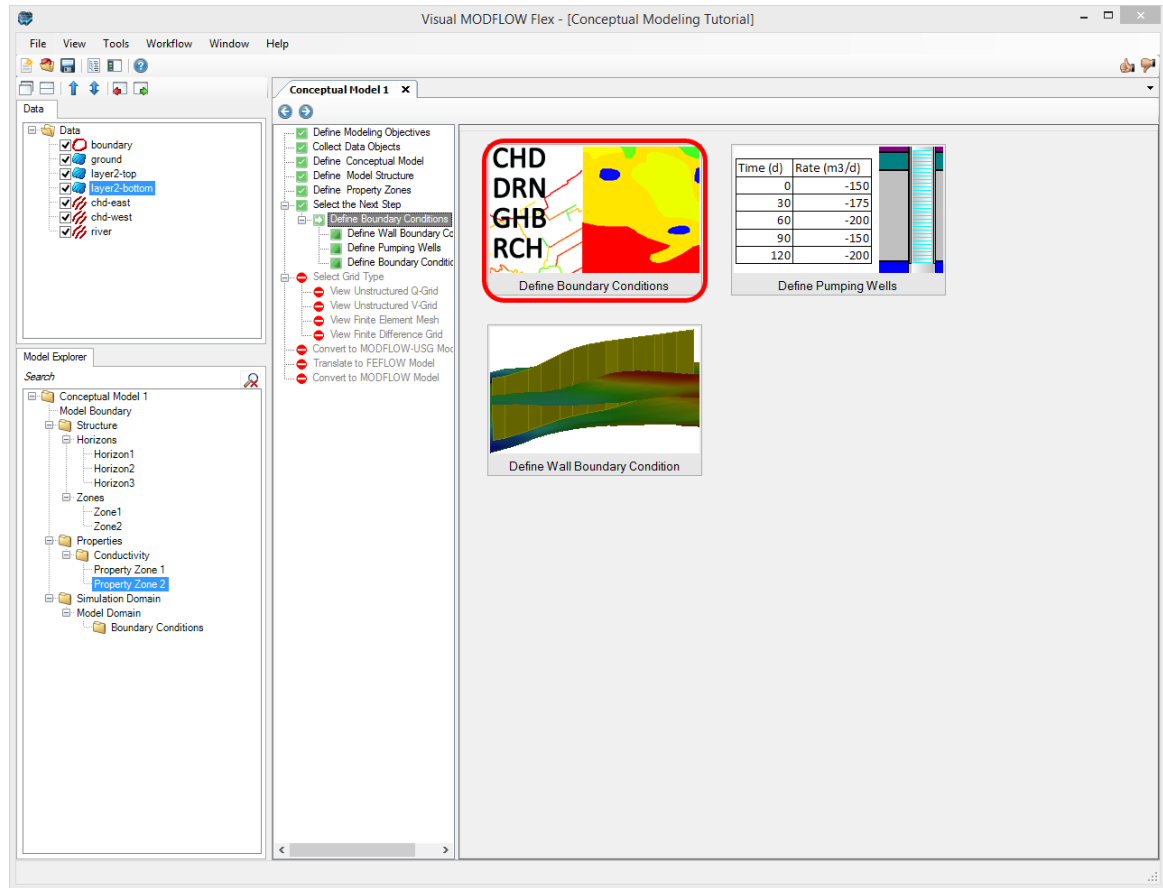 Visual MODFLOW Flex - [Conceptual Modeling Tutorial]
File View Tools Workflow Window Help
Data
Data
boundary
ground
layer2-top
layer2-bottom
chd-east
chd-west
river
Model Explorer
Search
Conceptual Model 1
Model Boundary
Structure
Horizons
Horizon1
Horizon2
Horizon3
Zones
Zone1
Zone2
Properties
Conductivity
Property Zone 1
Property Zone 2
Simulation Domain
Model Domain
Boundary Conditions
Conceptual Model 1
Define Modeling Objectives
Collect Data Objects
Define Conceptual Model
Define Model Structure
Define Property Zones
Select the Next Step
Define Boundary Conditions
Define Wall Boundary Co
Define Pumping Wells
Define Boundary Conditic
Select Grid Type
View Unstructured Q-Grid
View Unstructured V-Grid
View Finite Element Mesh
View Finite Difference Grid
Convert to MODFLOW-USG Moc
Translate to FEFLOW Model
Convert to MODFLOW Model
CHD
DRN
GHB
RCH
Define Boundary Conditions
Time (d) Rate (m3/d)
0 -150
30 -175
60 -200
90 -150
120 -200
Define Pumping Wells
Define Wall Boundary Condition